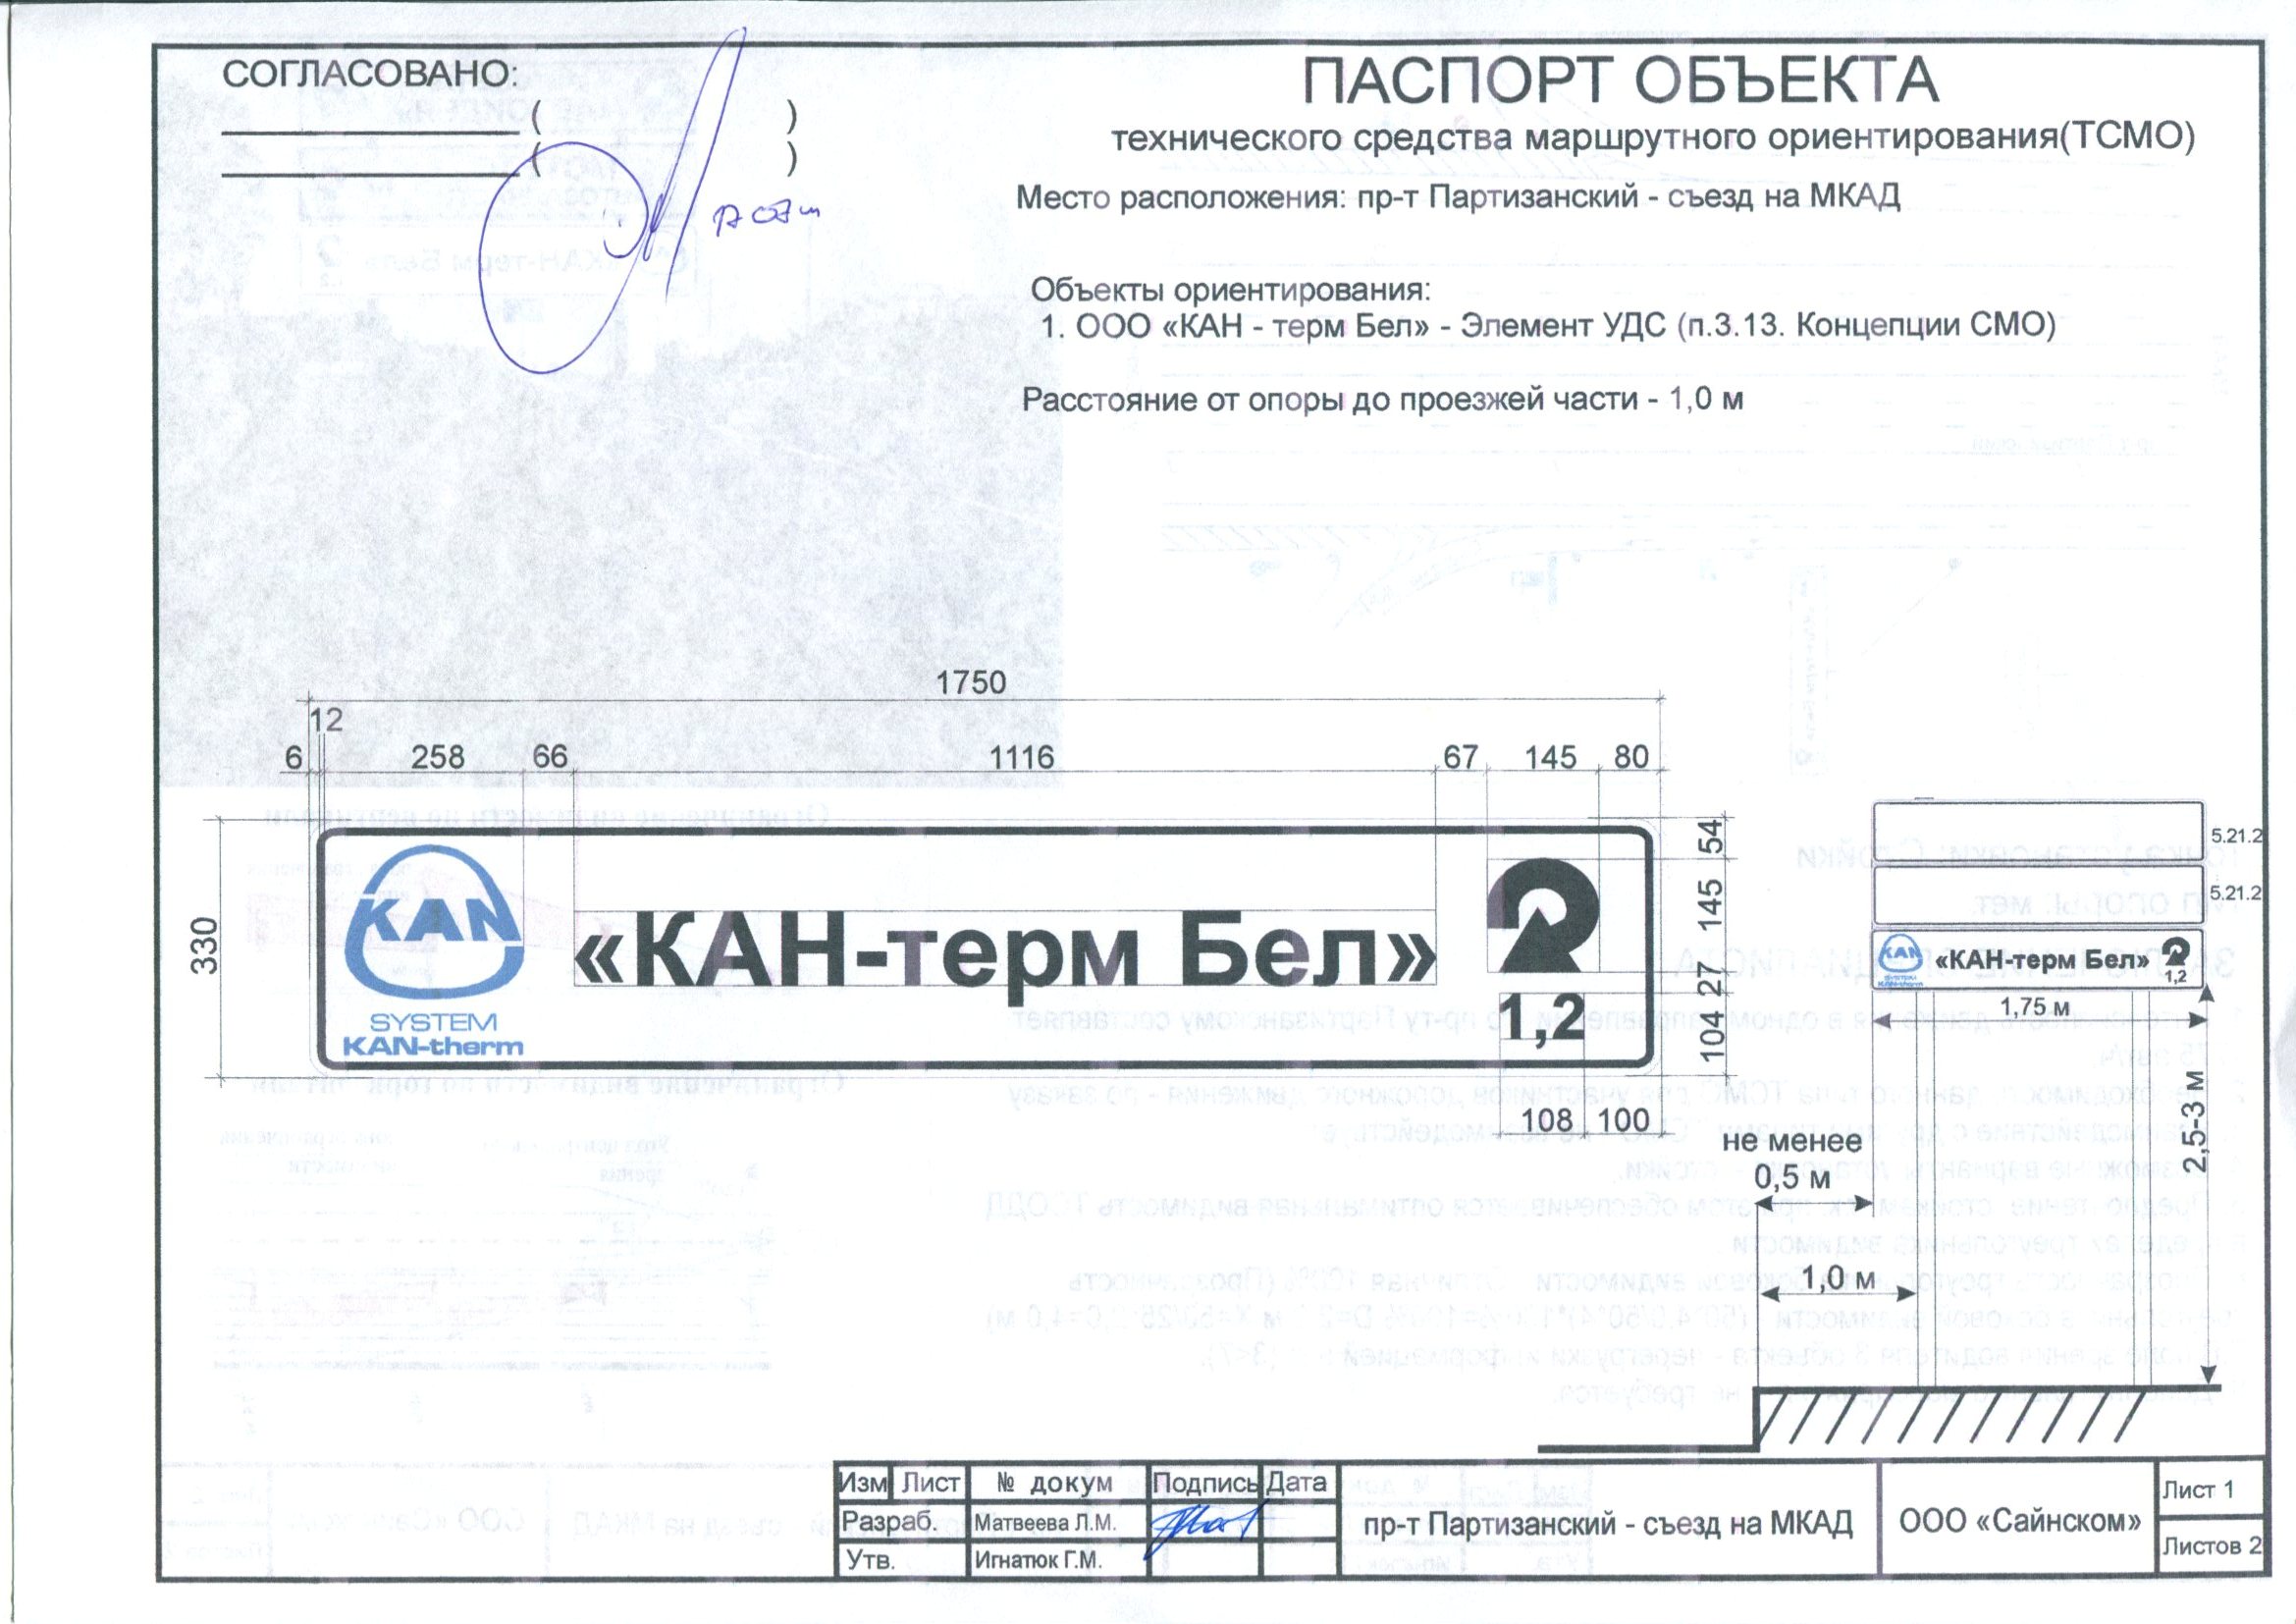 СОГЛАСОВАНО:
( )
( )
ПАСПОРТ ОБЪЕКТА
технического средства маршрутного ориентирования(ТСМО)
Место расположения: пр-т Партизанский - съезд на МКАД
Объекты ориентирования:
1. ООО «КАН - терм Бел» - Элемент УДС (п.3.13. Концепции СМО)
Расстояние от опоры до проезжей части - 1,0 м
1750
12
6 258 66 1116 67 145 80
330
KAN
SYSTEM
KAN-therm
«КАН-терм Бел»
1,2
54
145
27
104
108 100
5.21.2
5.21.2
KAN
SYSTEM
KAN-therm
«КАН-терм Бел»
1,2
1,75 м
2,5-3 м
не менее
0,5 м
1,0 м
Изм Лист № докум Подпись Дата
Разраб. Матвеева Л.М.
Утв. Игнатюк Г.М.
пр-т Партизанский - съезд на МКАД
ООО «Сайнском»
Лист 1
Листов 2